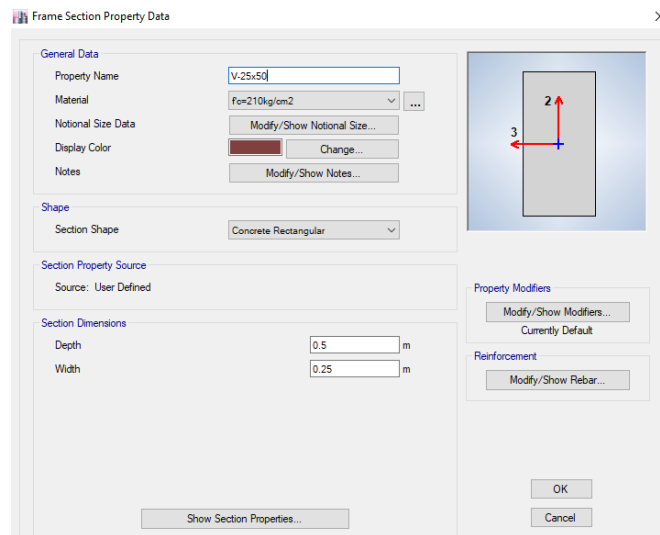 Frame Section Property Data
General Data
Property Name V-25x50
Material f'c=210kg/cm2 ...
Notional Size Data Modify/Show Notional Size...
Display Color Change...
Notes Modify/Show Notes...
Shape
Section Shape Concrete Rectangular
Section Property Source
Source: User Defined
Section Dimensions
Depth 0.5 m
Width 0.25 m
Show Section Properties...
2
3
Property Modifiers
Modify/Show Modifiers...
Currently Default
Reinforcement
Modify/Show Rebar...
OK
Cancel